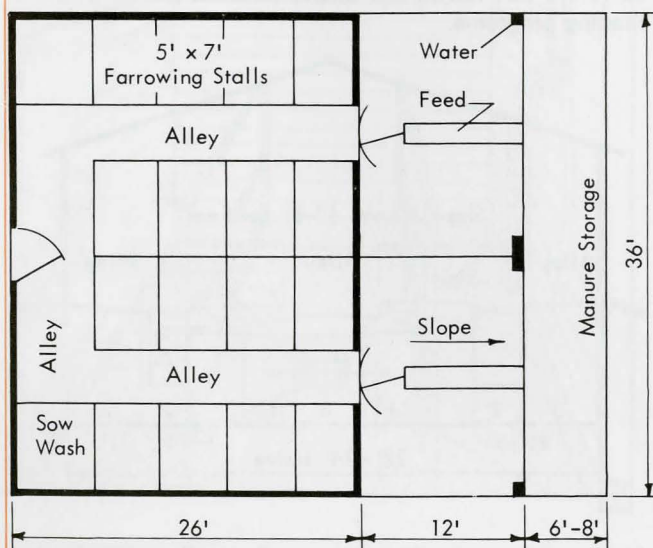 5' x 7'
Farrowing Stalls
Water
Feed
Alley
Manure Storage
36'
Slope
Alley
Alley
Sow
Wash
26'
12'
6'-8'